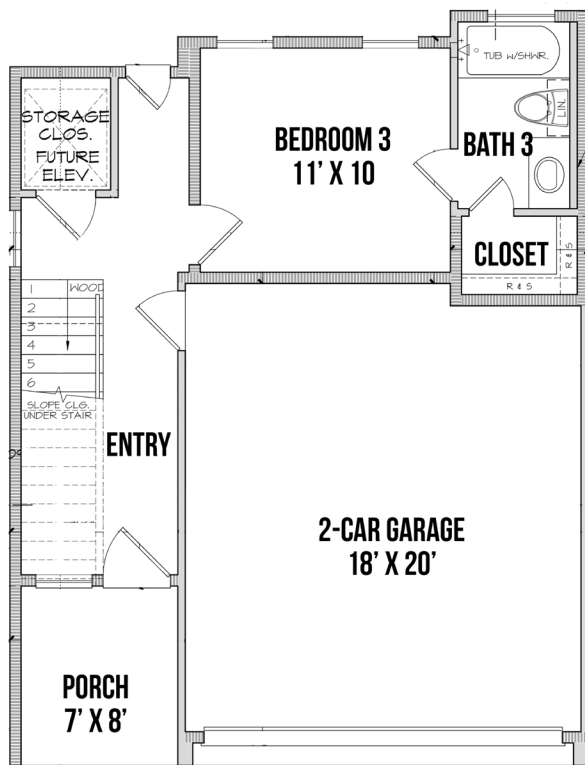 TUB W/SHWR.
LIN.
STORAGE
CLOS.
FUTURE
ELEV.
BEDROOM 3
11' X 10
BATH 3
CLOSET
R & S
R & S
1
WOOD
2
3
4
5
6
SLOPE CLG.
UNDER STAIR
ENTRY
2-CAR GARAGE
18' X 20'
PORCH
7' X 8'